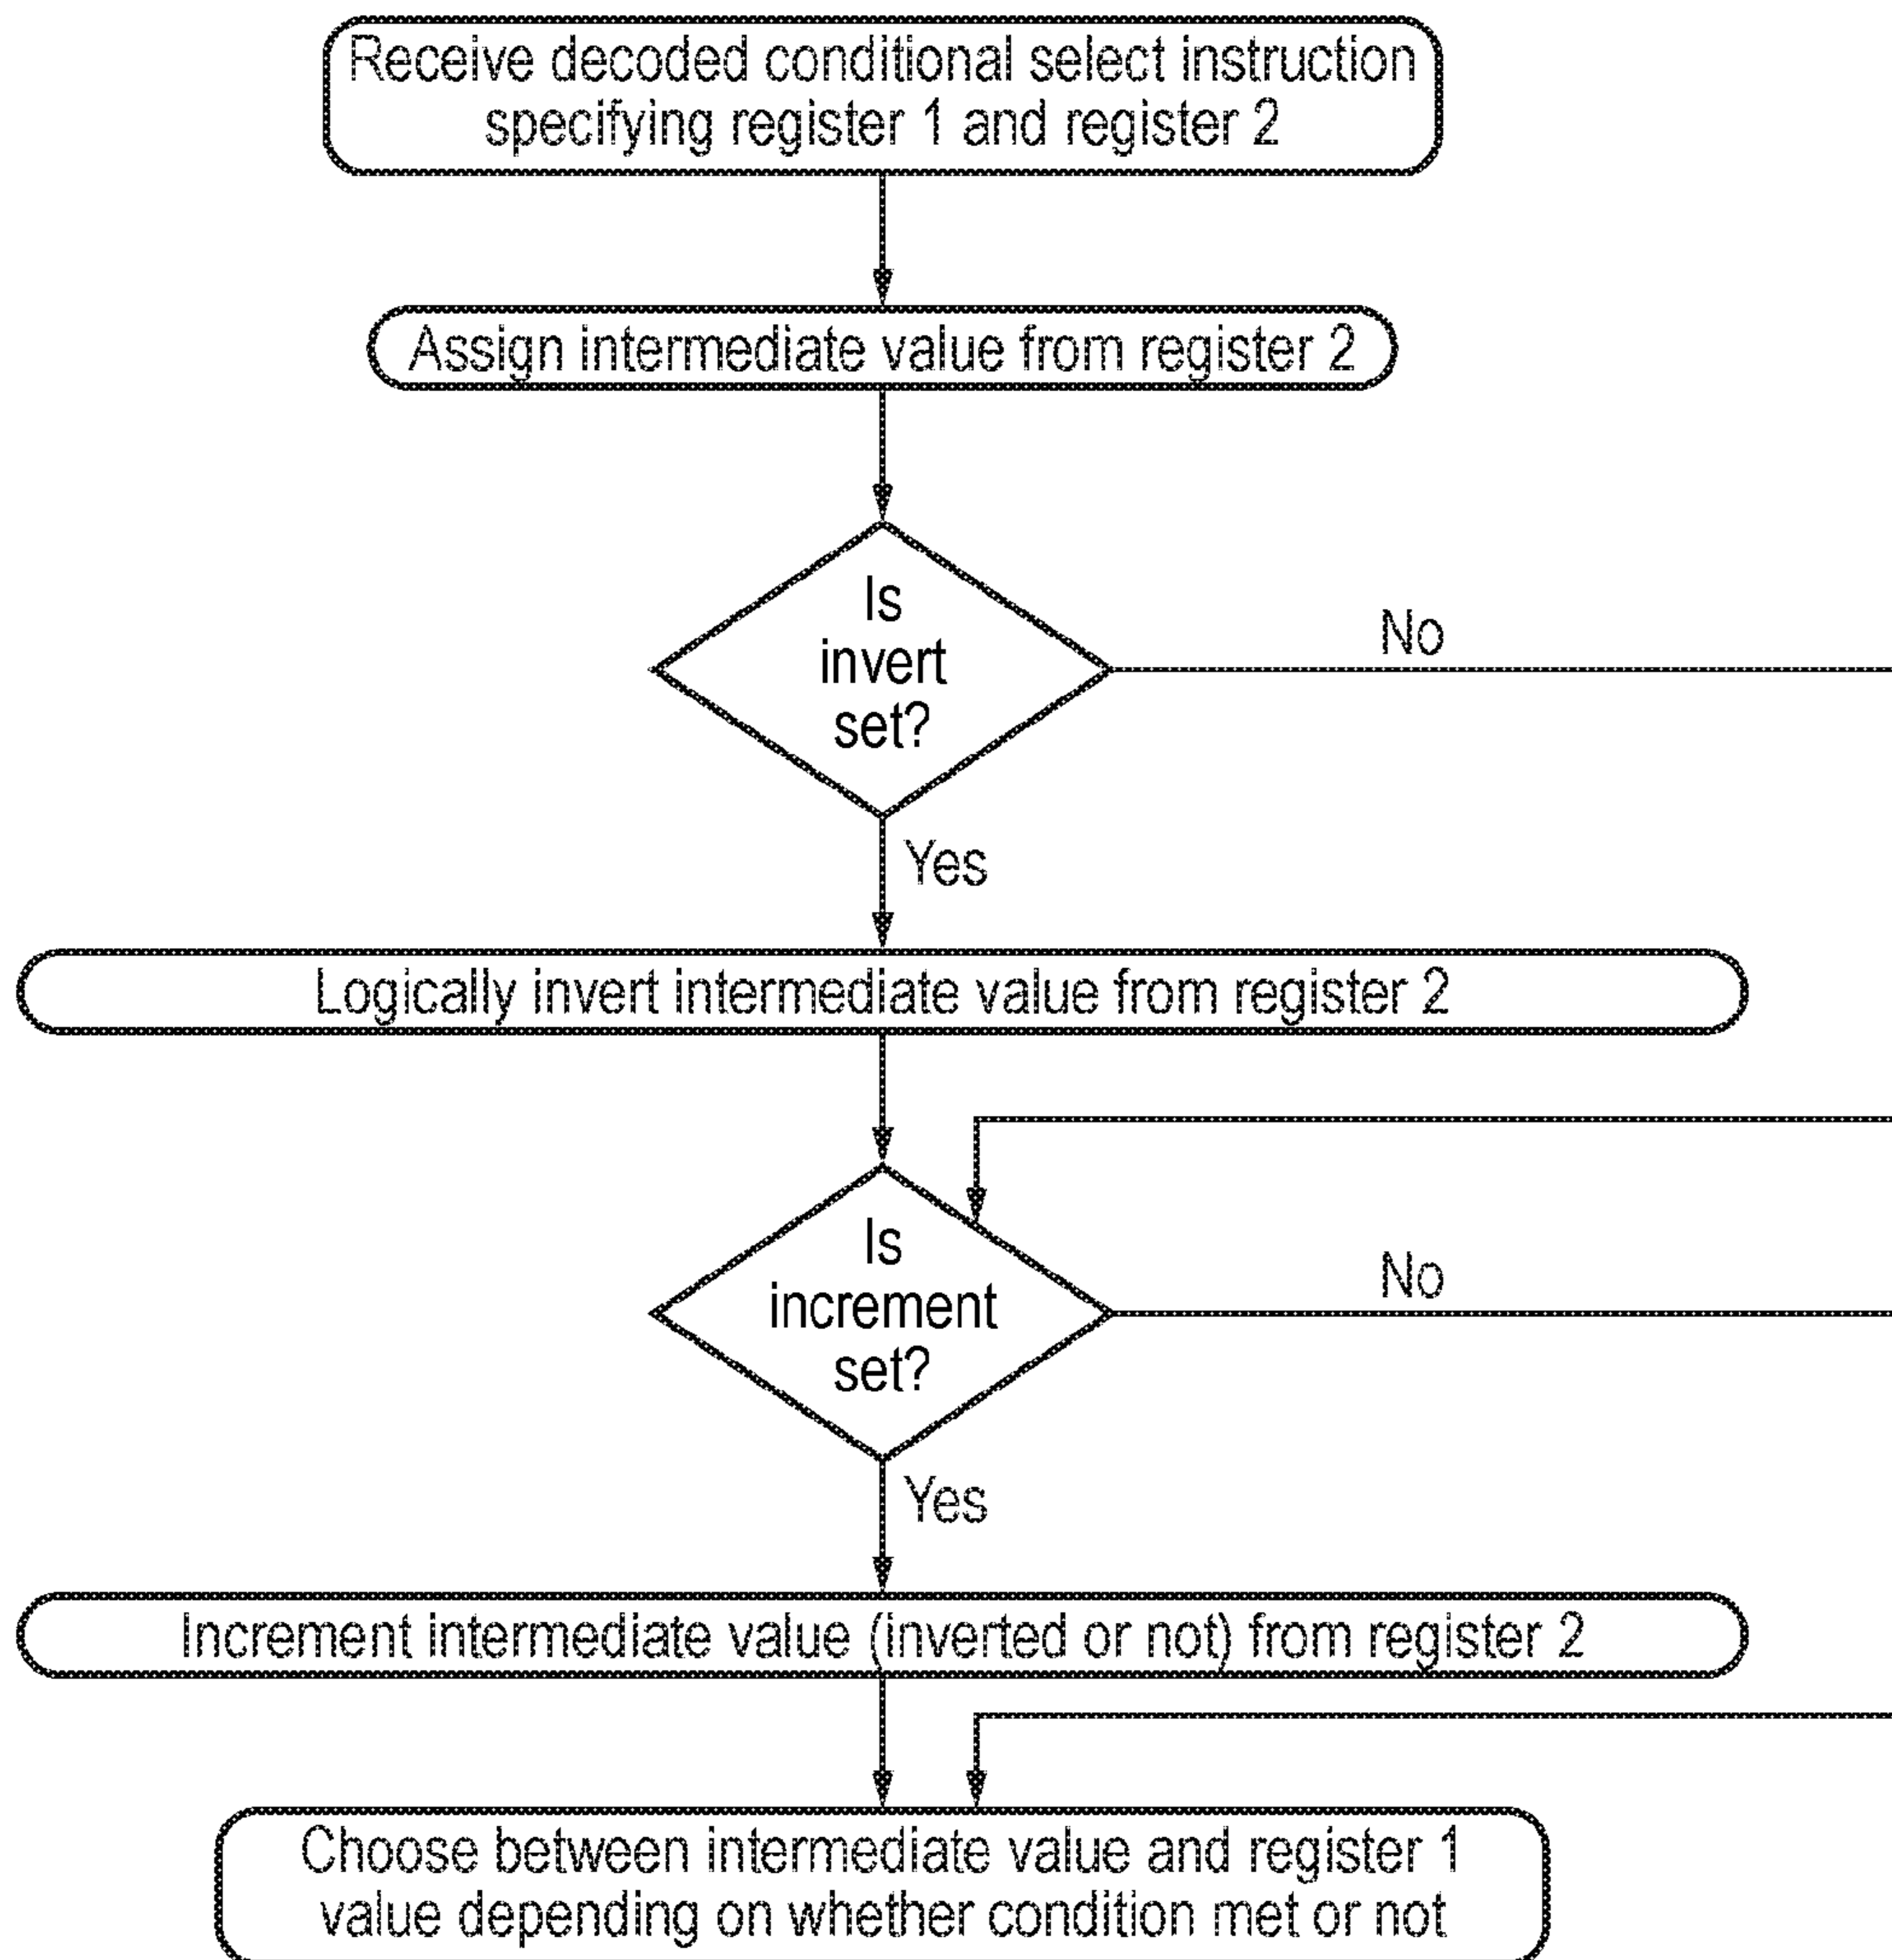 Receive decoded conditional select instruction
specifying register 1 and register 2
Assign intermediate value from register 2
Is
invert
set?
No
Yes
Logically invert intermediate value from register 2
Is
increment
set?
No
Yes
Increment intermediate value (inverted or not) from register 2
Choose between intermediate value and register 1
value depending on whether condition met or not